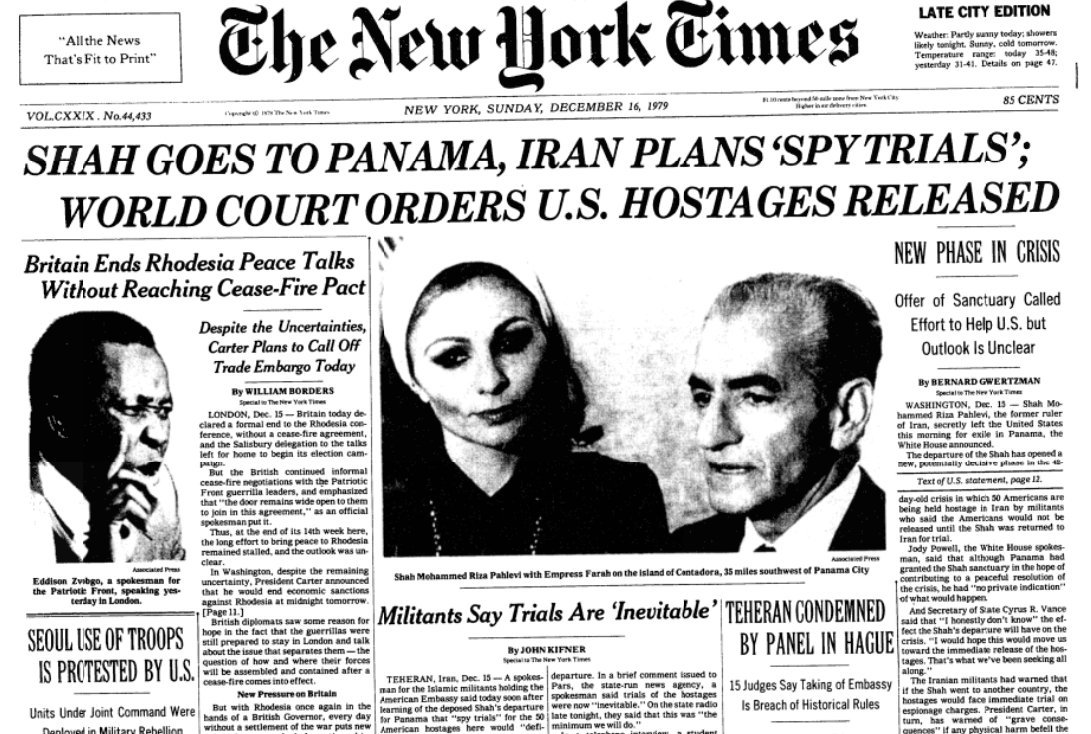 "All the News
That's Fit to Print"
The New York Times
LATE CITY EDITION
Weather: Partly sunny today; showers
likely tonight. Sunny, cold tomorrow.
Temperature range: today 35-48;
yesterday 31-41. Details on page 47.
VOL.CXXIX . No.44,433
Copyright © 1979 The New York Times
NEW YORK, SUNDAY, DECEMBER 16, 1979
$1.10 cents beyond 50-mile zone from New York City
Higher in air delivery cities.
85 CENTS
SHAH GOES TO PANAMA, IRAN PLANS 'SPY TRIALS';
WORLD COURT ORDERS U.S. HOSTAGES RELEASED
Britain Ends Rhodesia Peace Talks
Without Reaching Cease-Fire Pact
Associated Press
Eddison Zvobgo, a spokesman for
the Patriotic Front, speaking yes-
terday in London.
SEOUL USE OF TROOPS
IS PROTESTED BY U.S.
Units Under Joint Command Were
Deployed in Military Rebellion
Despite the Uncertainties,
Carter Plans to Call Off
Trade Embargo Today
By WILLIAM BORDERS
Special to The New York Times
LONDON, Dec. 15 — Britain today de-
clared a formal end to the Rhodesia con-
ference, without a cease-fire agreement,
and the Salisbury delegation to the talks
left for home to begin its election cam-
paign.
But the British continued informal
cease-fire negotiations with the Patriotic
Front guerrilla leaders, and emphasized
that "the door remains wide open to them
to join in this agreement," as an official
spokesman put it.
Thus, at the end of its 14th week here,
the long effort to bring peace to Rhodesia
remained stalled, and the outlook was un-
clear.
In Washington, despite the remaining
uncertainty, President Carter announced
that he would end economic sanctions
against Rhodesia at midnight tomorrow.
[Page 11.]
British diplomats saw some reason for
hope in the fact that the guerrillas were
still prepared to stay in London and talk
about the issue that separates them — the
question of how and where their forces
will be assembled and contained after a
cease-fire comes into effect.
New Pressure on Britain
But with Rhodesia once again in the
hands of a British Governor, every day
without a settlement of the war puts new
Associated Press
Shah Mohammed Riza Pahlevi with Empress Farah on the island of Contadora, 35 miles southwest of Panama City
Militants Say Trials Are 'Inevitable'
By JOHN KIFNER
Special to The New York Times
TEHERAN, Iran, Dec. 15 — A spokes-
man for the Islamic militants holding the
American Embassy said today soon after
learning of the deposed Shah's departure
for Panama that "spy trials" for the 50
American hostages here would "defi-
departure. In a brief comment issued to
Pars, the state-run news agency, a
spokesman said trials of the hostages
were now "inevitable." On the state radio
late tonight, they said that this was "the
minimum we will do."
TEHERAN CONDEMNED
BY PANEL IN HAGUE
15 Judges Say Taking of Embassy
Is Breach of Historical Rules
NEW PHASE IN CRISIS
Offer of Sanctuary Called
Effort to Help U.S. but
Outlook Is Unclear
By BERNARD GWERTZMAN
Special to The New York Times
WASHINGTON, Dec. 15 — Shah Mo-
hammed Riza Pahlevi, the former ruler
of Iran, secretly left the United States
this morning for exile in Panama, the
White House announced.
The departure of the Shah has opened a
new, potentially decisive phase in the 42-
Text of U.S. statement, page 12.
day-old crisis in which 50 Americans are
being held hostage in Iran by militants
who said the Americans would not be
released until the Shah was returned to
Iran for trial.
Jody Powell, the White House spokes-
man, said that although Panama had
granted the Shah sanctuary in the hope of
contributing to a peaceful resolution of
the crisis, he had "no private indication"
of what would happen.
And Secretary of State Cyrus R. Vance
said that "I honestly don't know" the ef-
fect the Shah's departure will have on the
crisis. "I would hope this would move us
toward the immediate release of the hos-
tages. That's what we've been seeking all
along."
The Iranian militants had warned that
if the Shah went to another country, the
hostages would face immediate trial on
espionage charges. President Carter, in
turn, has warned of "grave conse-
quences" if any physical harm befell the